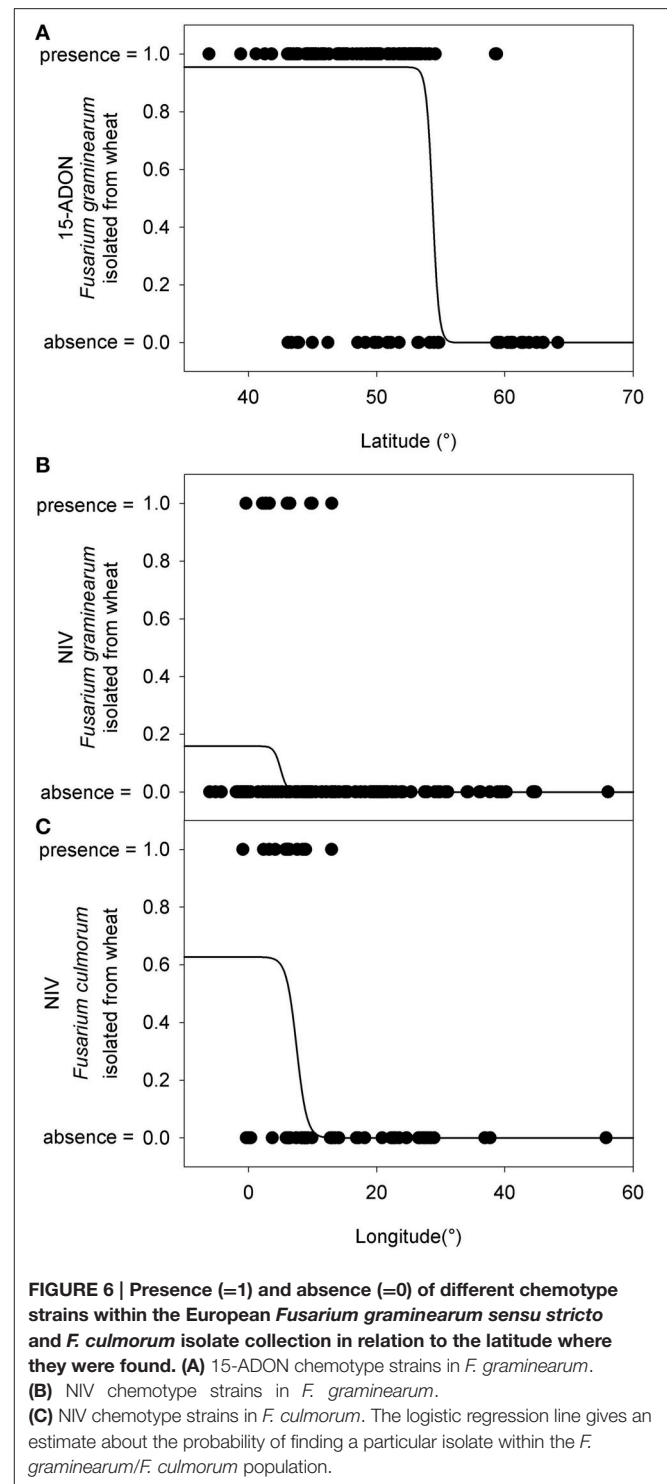 A
presence = 1.0
0.8
0.6
0.4
0.2
absence = 0.0
15-ADON
Fusarium graminearum
isolated from wheat
40 50 60 70
Latitude (°)
B
presence = 1.0
0.8
0.6
0.4
0.2
absence = 0.0
NIV
Fusarium graminearum
isolated from wheat
C
presence = 1.0
0.8
0.6
0.4
0.2
absence = 0.0
NIV
Fusarium culmorum
isolated from wheat
0 20 40 60
Longitude(°)
FIGURE 6 | Presence (=1) and absence (=0) of different chemotype
strains within the European Fusarium graminearum sensu stricto
and F. culmorum isolate collection in relation to the latitude where
they were found. (A) 15-ADON chemotype strains in F. graminearum.
(B) NIV chemotype strains in F. graminearum.
(C) NIV chemotype strains in F. culmorum. The logistic regression line gives an
estimate about the probability of finding a particular isolate within the F.
graminearum/F. culmorum population.